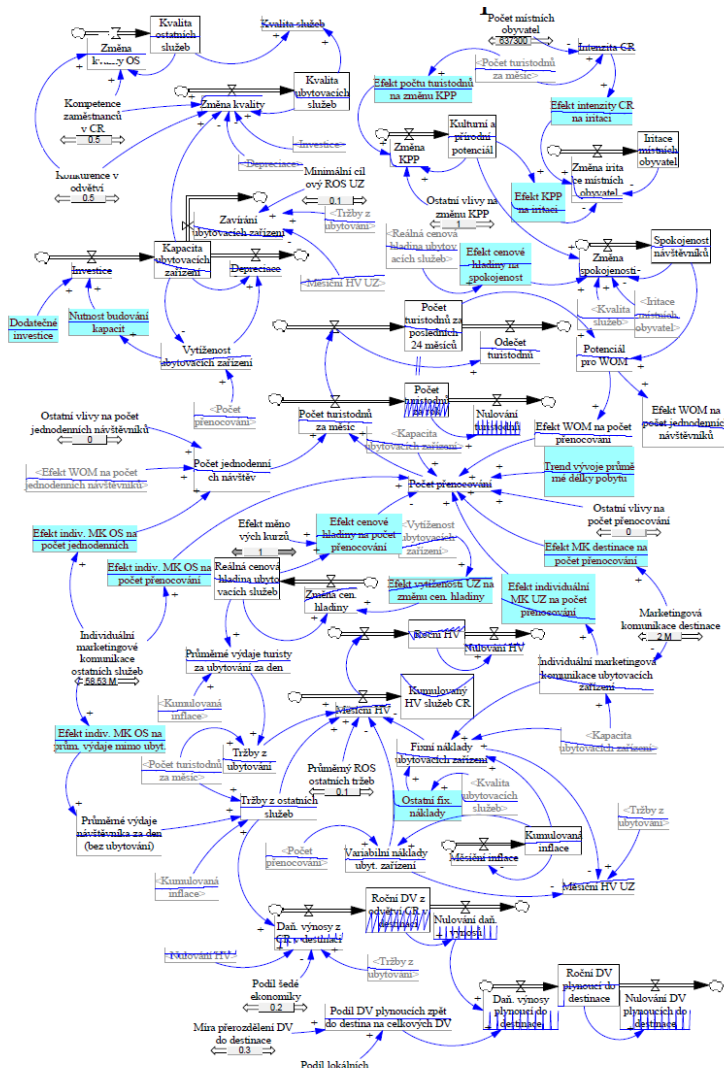 Kvalita
ostatních
služeb
Kvalita služeb
Změna
kvality OS
Kompetence
zaměstnanců
v CR
0.5
Změna kvality
Kvalita
ubytovacích
služeb
<Investice>
<Depreciace>
Konkurence v
odvětví
0.5
Minimální cíl
ový ROS UZ
0.1
Zavírání
ubytovacích zařízení
<Tržby z
ubytování>
<Měsíční HV UZ>
Investice
Kapacita
ubytovacích
zařízení
Depreciace
Dodatečné
investice
Nutnost budování
kapacit
Vytíženost
ubytovacích zařízení
<Počet
přenocování>
Počet místních
obyvatel
637300
Intenzita CR
<Počet turistodnů
za měsíc>
Efekt počtu turistodnů
na změnu KPP
Efekt intenzity CR
na iritaci
Změna
KPP
Kulturní a
přírodní
potenciál
Iritace
místních
obyvatel
Změna irita
ce místních
obyvatel
Efekt KPP
na iritaci
Ostatní vlivy na
změnu KPP
1
<Reálná cenová
hladina ubytov
acích služeb>
Efekt cenové
hladiny na
spokojenost
Změna
spokojenosti
Spokojenost
návštěvníků
<Kvalita
služeb>
<Iritace
místních
obyvatel>
Počet
turistodnů za
posledních
24 měsíců
Odečet
turistodnů
Potenciál
pro WOM
Počet
turistodnů
za rok
Nulování
turistodnů
Počet turistodnů
za měsíc
<Kapacita
ubytovacích zařízení>
Efekt WOM na počet
přenocování
Efekt WOM na
počet jednodenních
návštěvníků
Ostatní vlivy na počet
jednodenních návštěvníků
0
<Efekt WOM na počet
jednodenních návštěvníků>
Počet jednodenní
ch návštěv
Počet přenocování
Trend vývoje průmě
rné délky pobytu
Ostatní vlivy na
počet přenocování
0
Efekt indiv. MK OS na
počet jednodenních
Efekt indiv. MK OS na
počet přenocování
Efekt měno
vých kurzů
1
Efekt cenové
hladiny na počet
přenocování
<Vytíženost
ubytovacích
zařízení>
Efekt MK destinace na
počet přenocování
Reálná cenová
hladina ubyto
vacích služeb
Změna cen.
hladiny
Efekt vytíženosti UZ na
změnu cen. hladiny
Efekt individuální
MK UZ na počet
přenocování
Marketingová
komunikace destinace
2 M
Individuální
marketingové
komunikace
ostatních služeb
58.53 M
Průměrné výdaje turisty
za ubytování za den
Roční HV
Nulování HV
Individuální marketingová
komunikace ubytovacích
zařízení
<Kumulovaná
inflace>
Měsíční HV
Kumulovaný
HV služeb CR
<Kapacita
ubytovacích zařízení>
Efekt indiv. MK OS na
prům. výdaje mimo ubyt.
<Počet turistodnů
za měsíc>
Tržby z
ubytování
Fixní náklady
ubytovacích zařízení
Průměrný ROS
ostatních tržeb
0.1
Ostatní fix.
náklady
<Kvalita
ubytovacích
služeb>
Tržby z ostatních
služeb
<Tržby z
ubytování>
Průměrné výdaje
návštěvníka za den
(bez ubytování)
<Počet
přenocování>
Variabilní náklady
ubyt. zařízení
Měsíční inflace
Kumulovaná
inflace
<Kumulovaná
inflace>
Měsíční HV UZ
Roční DV z
odvětví CR v
destinaci
Daň. výnosy z
CR v destinaci
Nulování daň.
výnosů
<Nulování HV>
<Tržby z
ubytování>
Podíl šedé
ekonomiky
0.2
Míra přerozdělení DV
do destinace
0.3
Podíl DV plynoucích zpět
do destina na celkových DV
Daň. výnosy
plynoucí do
destinace
Roční DV
plynoucí do
destinace
Nulování DV
plynoucích do
destinace
Podíl lokálních